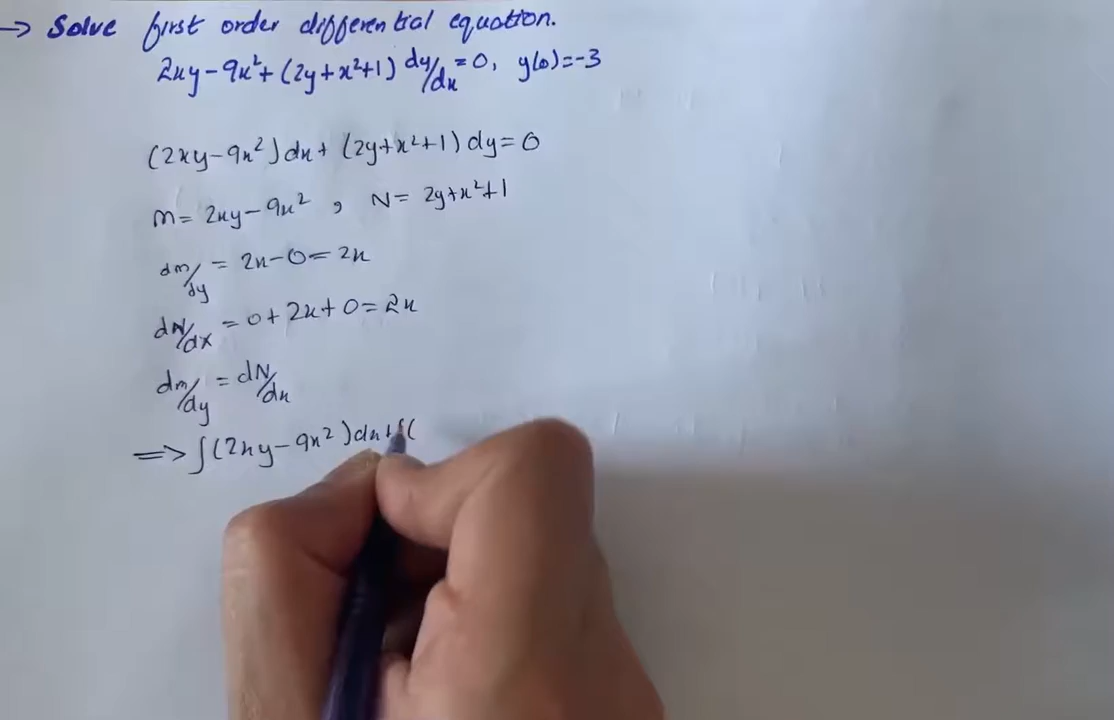 → Solve first order differential equation.
2xy-9x²+(2y+x²+1) dy/dx=0, y(0)=-3
(2xy-9x²)dx+(2y+x²+1)dy=0
m=2xy-9x², N=2y+x²+1
dm/dy=2x-0=2x
dN/dx=0+2x+0=2x
dm/dy=dN/dx
=>∫(2xy-9x²)dx+∫(